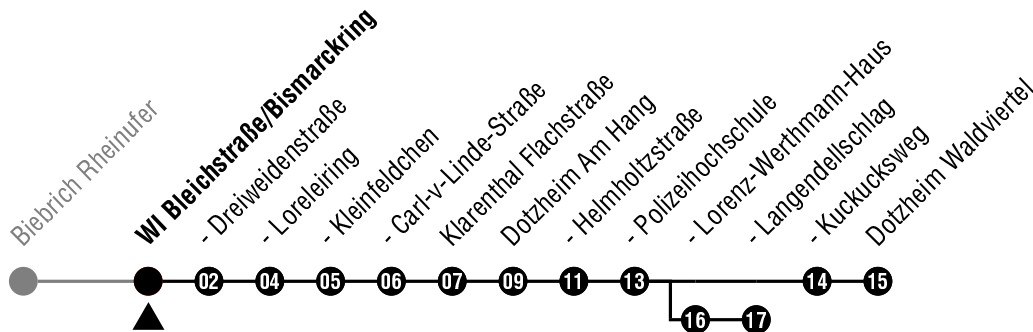 Biebrich Rheinufer
WI Bleichstraße/Bismarckring
- Dreiweidenstraße
- Loreleiring
- Kleinfeldchen
- Carl-v-Linde-Straße
Klarenthal Flachstraße
Dotzheim Am Hang
- Helmholtzstraße
- Polizeihochschule
- Lorenz-Werthmann-Haus
- Langendellschlag
- Kuckucksweg
Dotzheim Waldviertel
02 04 05 06 07 09 11 13 14 15
16 17